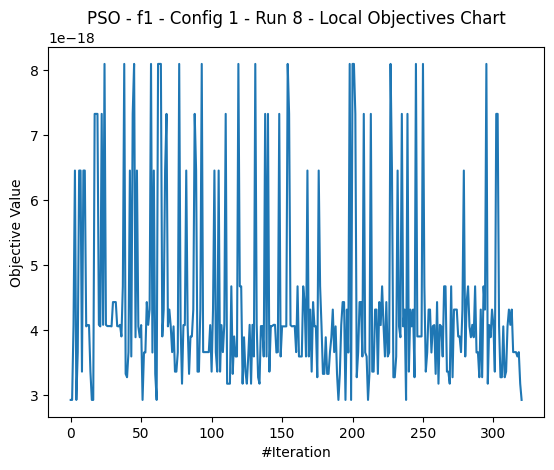 PSO - f1 - Config 1 - Run 8 - Local Objectives Chart
1e−18
8
7
6
5
4
3
Objective Value
0 50 100 150 200 250 300
#Iteration